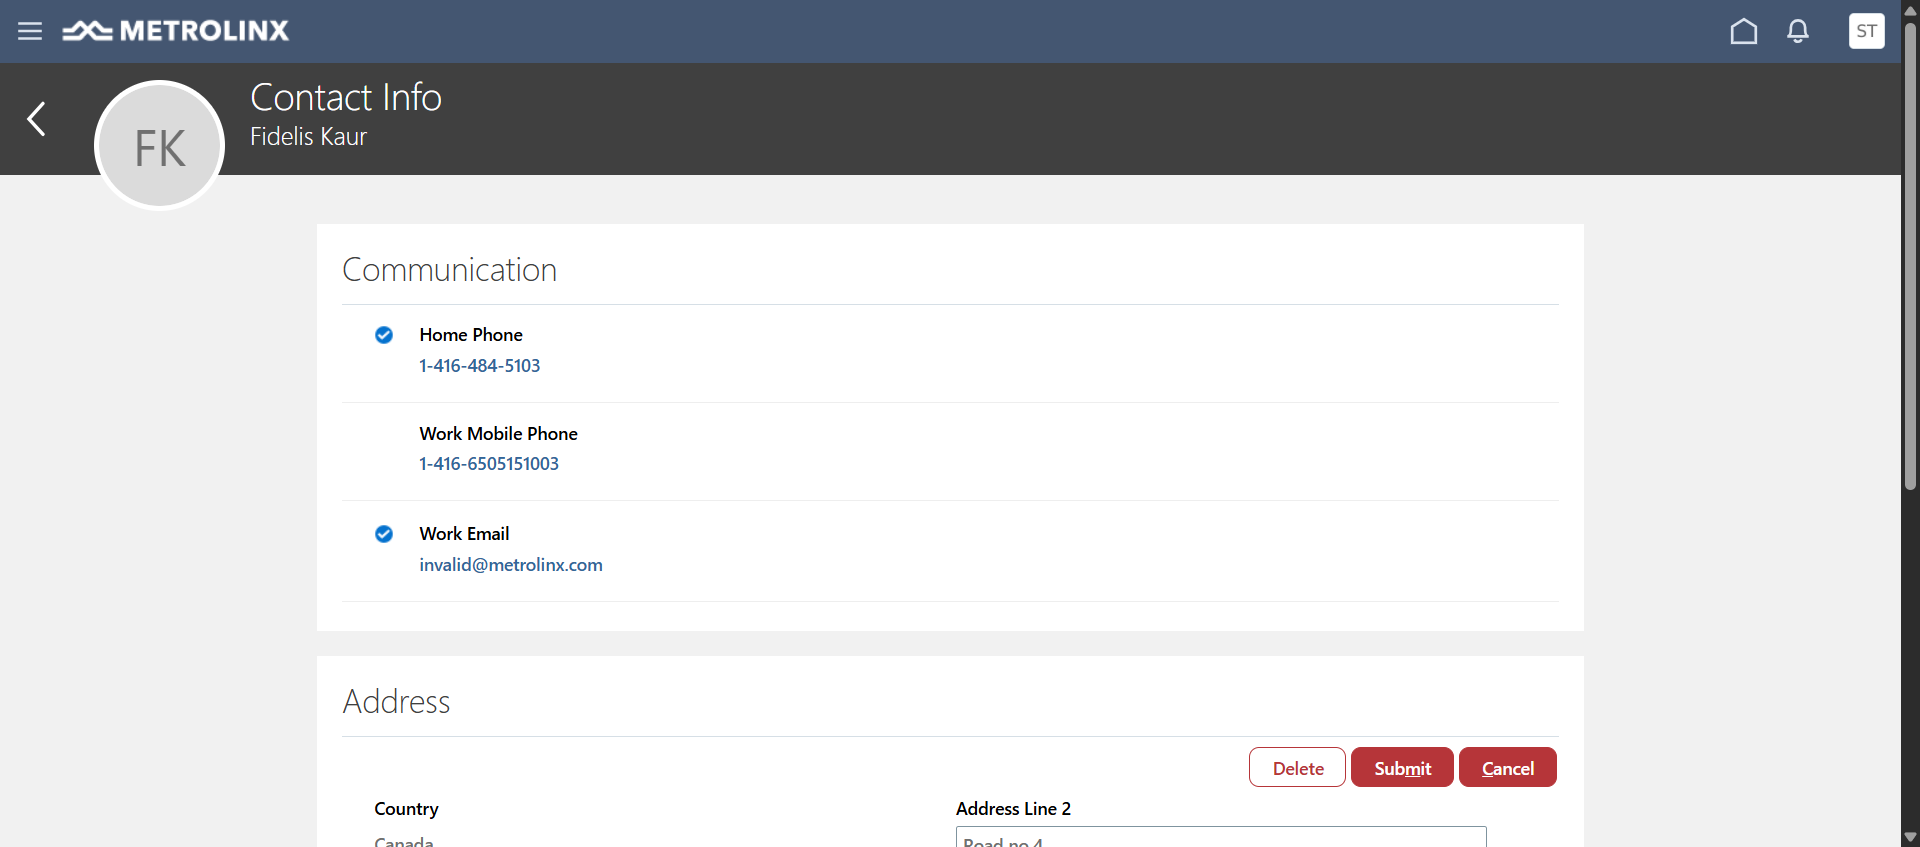 METROLINX
ST
FK
Contact Info
Fidelis Kaur
Communication
Home Phone
1-416-484-5103
Work Mobile Phone
1-416-6505151003
Work Email
invalid@metrolinx.com
Address
Delete Submit Cancel
Country Address Line 2
Canada Road no 4